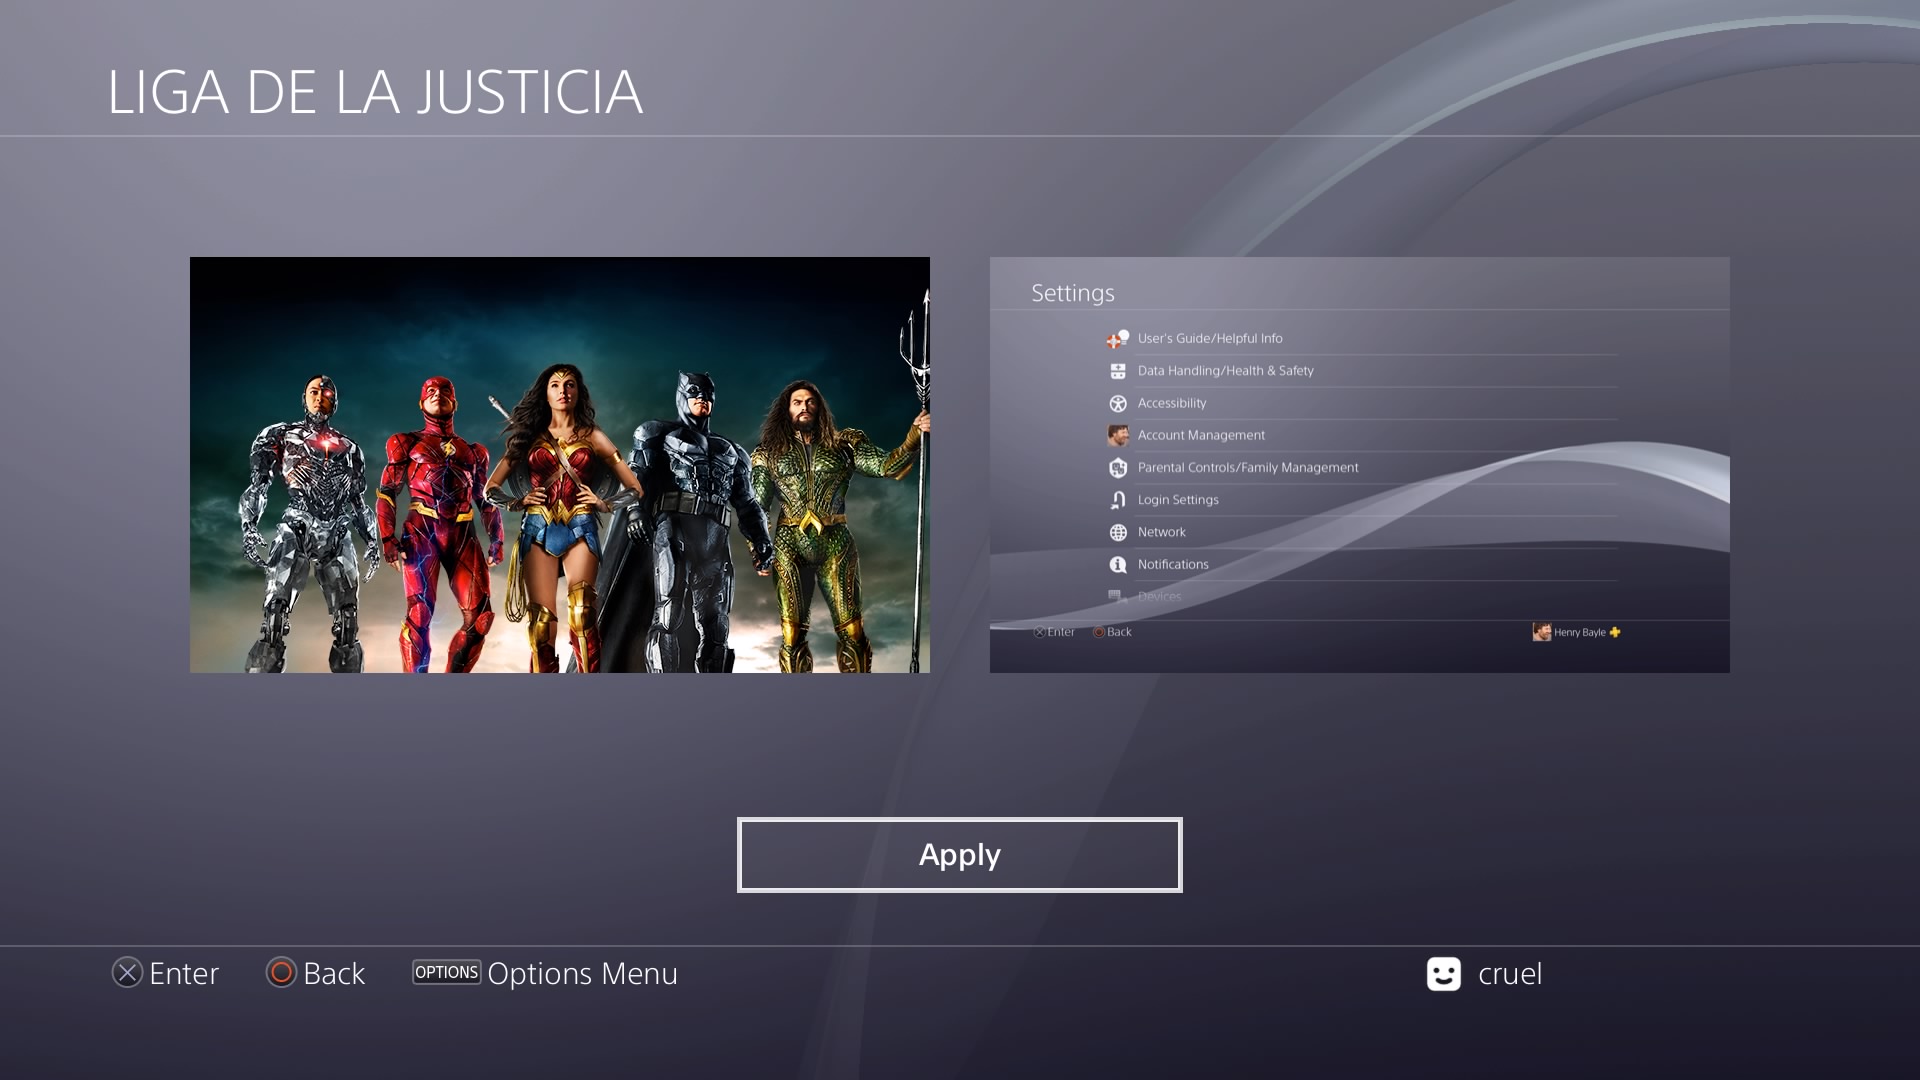 LIGA DE LA JUSTICIA
Settings
User's Guide/Helpful Info
Data Handling/Health & Safety
Accessibility
Account Management
Parental Controls/Family Management
Login Settings
Network
Notifications
Devices
Enter Back Henry Bayle
Apply
Enter Back OPTIONS Options Menu cruel